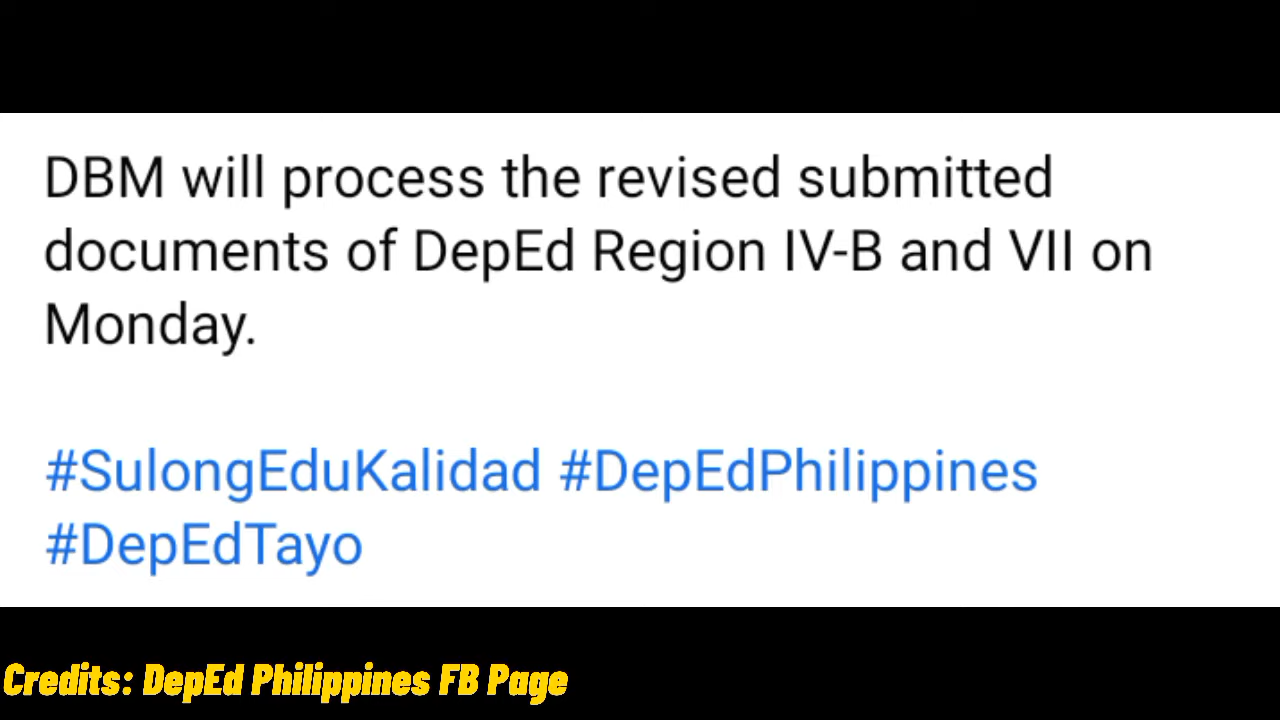 DBM will process the revised submitted
documents of DepEd Region IV-B and VII on
Monday.
#SulongEduKalidad #DepEdPhilippines
#DepEdTayo
Credits: DepEd Philippines FB Page